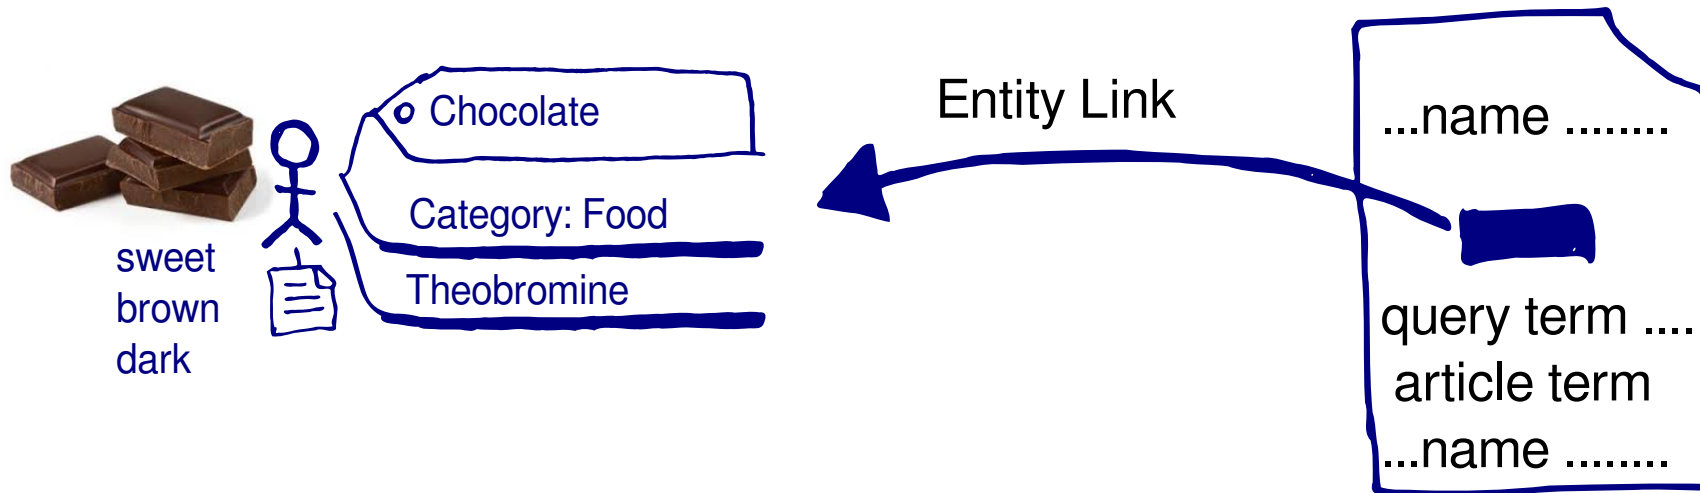 Chocolate
Category: Food
Theobromine
sweet
brown
dark
Entity Link
...name ........
query term ....
article term
...name ........